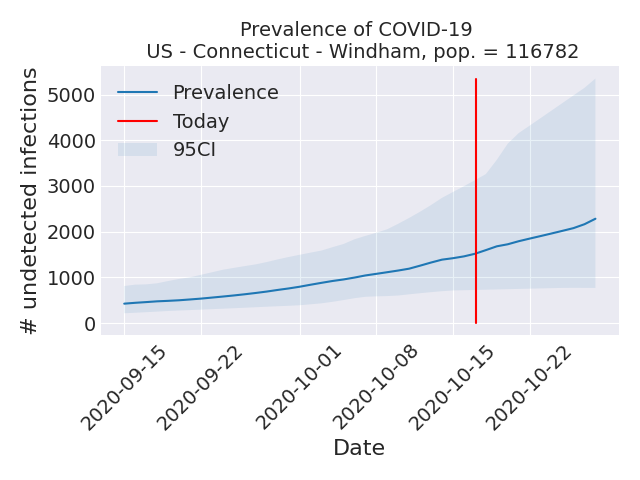 Prevalence of COVID-19
US - Connecticut - Windham, pop. = 116782
# undetected infections
5000
4000
3000
2000
1000
0
Prevalence
Today
95CI
2020-09-15
2020-09-22
2020-10-01
2020-10-08
2020-10-15
2020-10-22
Date